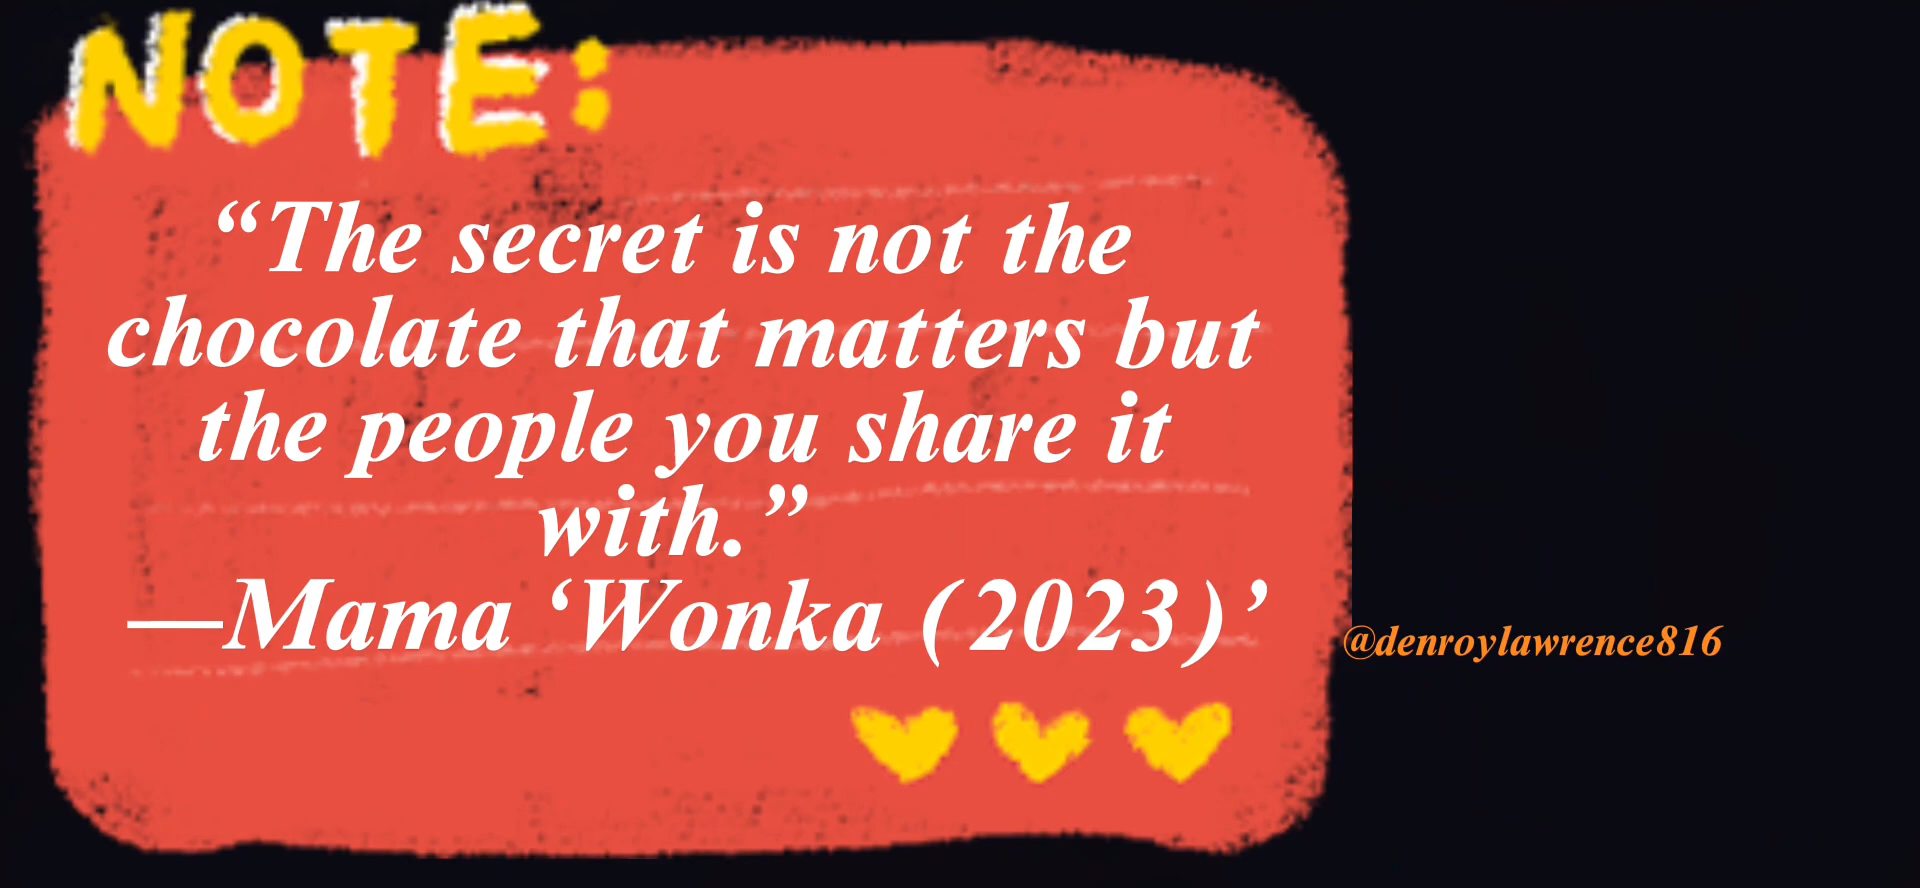 NOTE:
“The secret is not the
chocolate that matters but
the people you share it
with.”
—Mama ‘Wonka (2023)’
@denroylawrence816